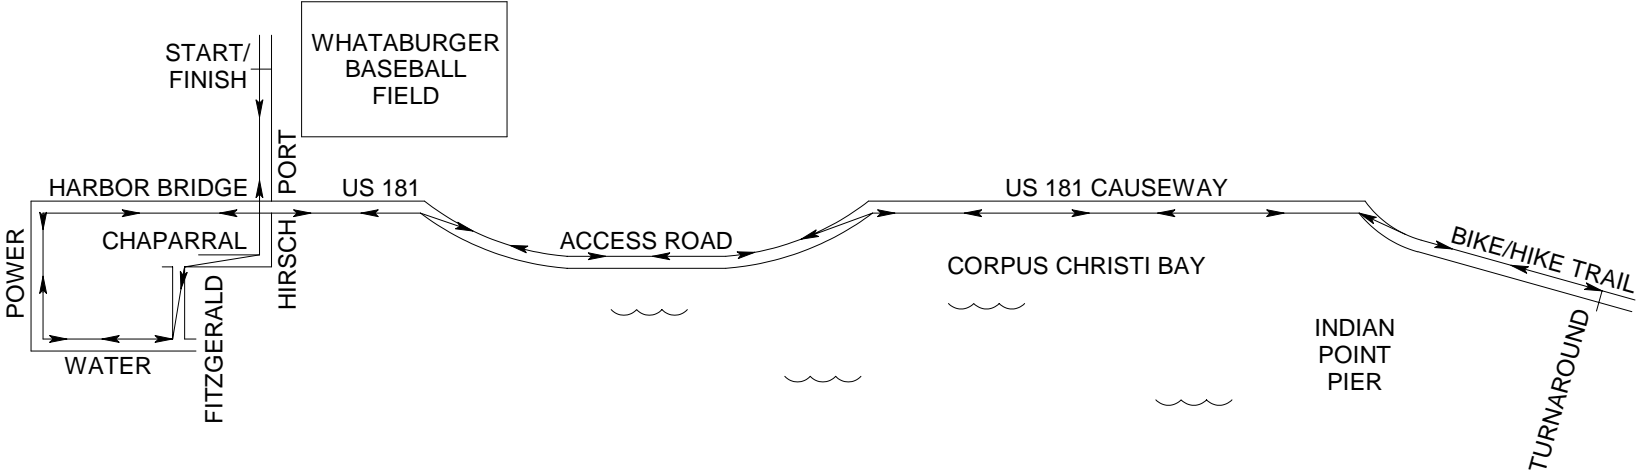 START/
FINISH
WHATABURGER
BASEBALL
FIELD
PORT
HIRSCH
HARBOR BRIDGE
US 181
US 181 CAUSEWAY
POWER
CHAPARRAL
ACCESS ROAD
BIKE/HIKE TRAIL
CORPUS CHRISTI BAY
FITZGERALD
WATER
INDIAN
POINT
PIER
TURNAROUND